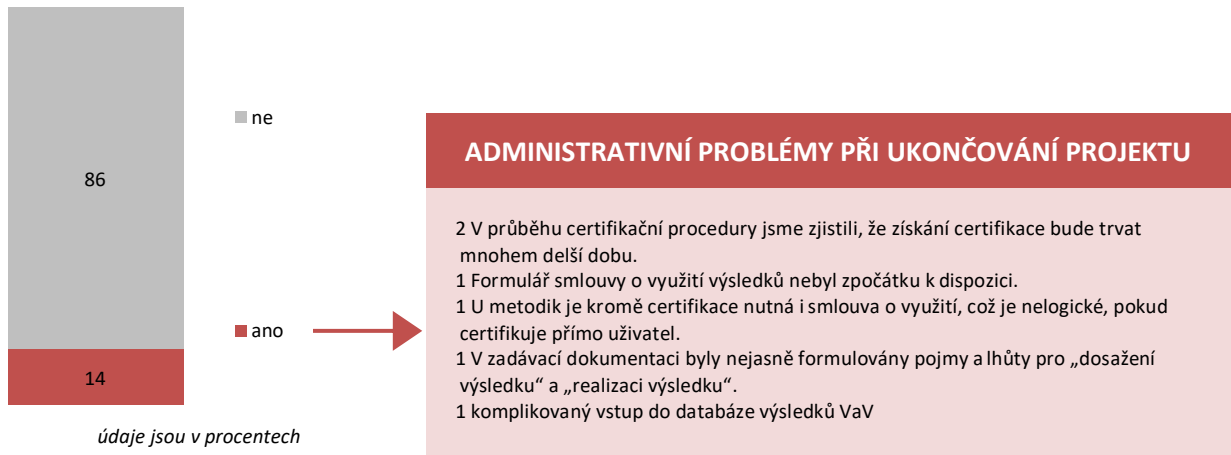 86
14
ne
ano
údaje jsou v procentech
ADMINISTRATIVNÍ PROBLÉMY PŘI UKONČOVÁNÍ PROJEKTU
2 V průběhu certifikační procedury jsme zjistili, že získání certifikace bude trvat
mnohem delší dobu.
1 Formulář smlouvy o využití výsledků nebyl zpočátku k dispozici.
1 U metodik je kromě certifikace nutná i smlouva o využití, což je nelogické, pokud
certifikuje přímo uživatel.
1 V zadávací dokumentaci byly nejasně formulovány pojmy a lhůty pro „dosažení
výsledku“ a „realizaci výsledku“.
1 komplikovaný vstup do databáze výsledků VaV